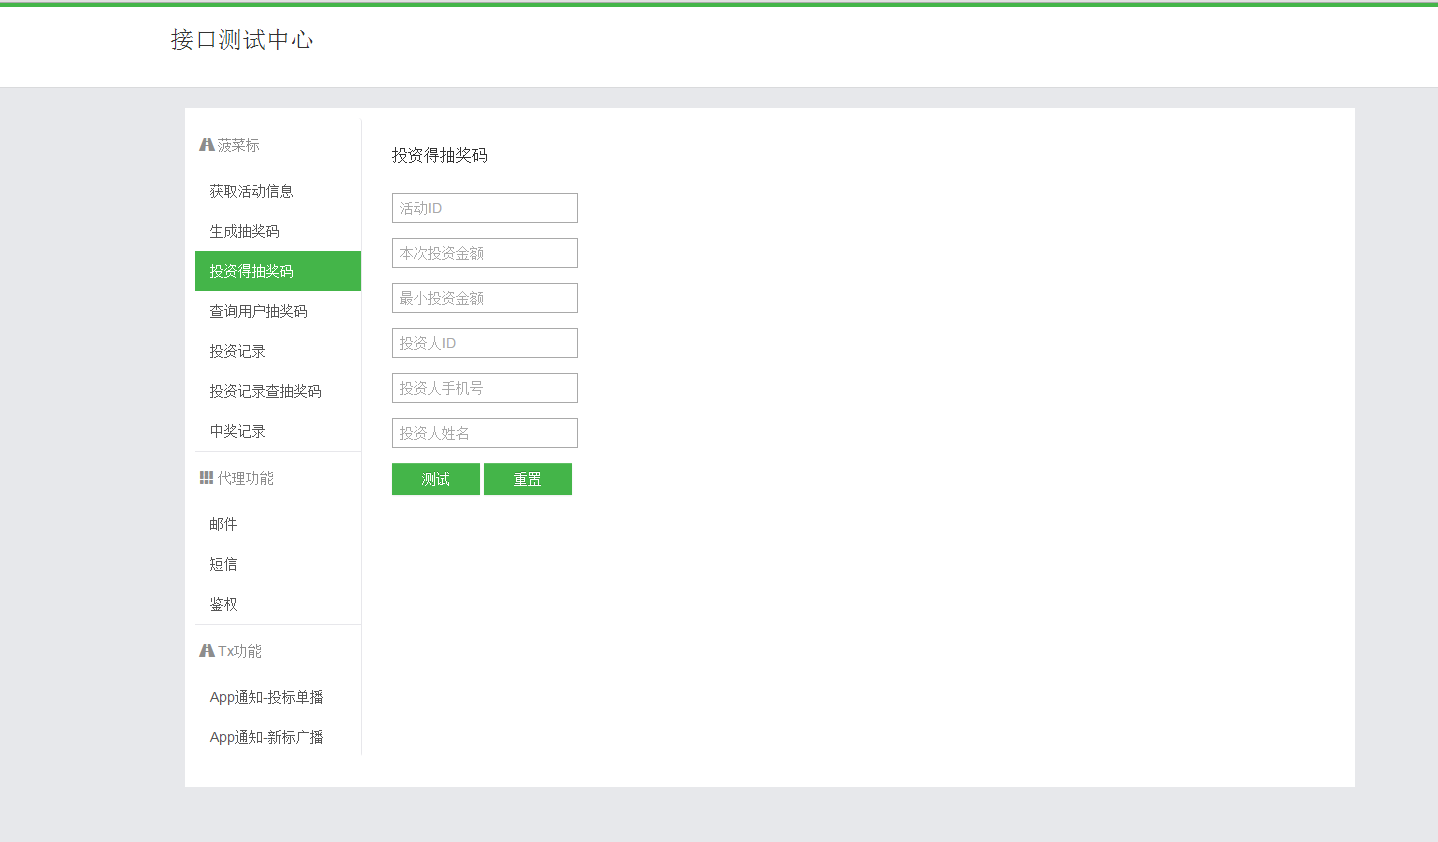 接口测试中心
菠菜标
获取活动信息
生成抽奖码
投资得抽奖码
查询用户抽奖码
投资记录
投资记录查抽奖码
中奖记录
代理功能
邮件
短信
鉴权
Tx功能
App通知-投标单播
App通知-新标广播
投资得抽奖码
活动ID
本次投资金额
最小投资金额
投资人ID
投资人手机号
投资人姓名
测试 重置